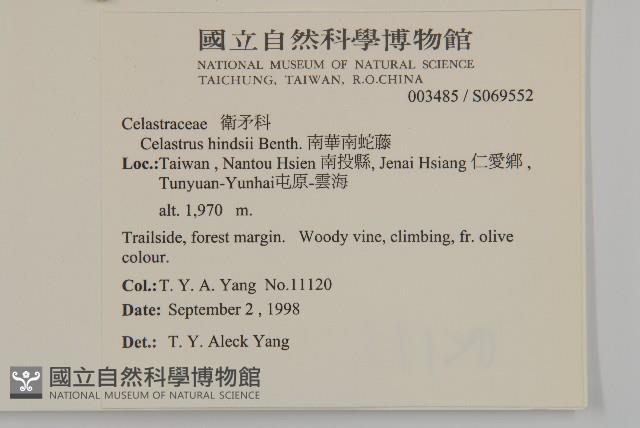 國立自然科學博物館
NATIONAL MUSEUM OF NATURAL SCIENCE
TAICHUNG, TAIWAN, R.O.CHINA
003485 / S069552
Celastraceae 衛矛科
Celastrus hindsii Benth. 南華南蛇藤
Loc.:Taiwan , Nantou Hsien 南投縣, Jenai Hsiang 仁愛鄉 ,
Tunyuan-Yunhai屯原-雲海
alt. 1,970 m.
Trailside, forest margin. Woody vine, climbing, fr. olive
colour.
Col.: T. Y. A. Yang No.11120
Date: September 2 , 1998
Det.: T. Y. Aleck Yang
國立自然科學博物館
NATIONAL MUSEUM OF NATURAL SCIENCE